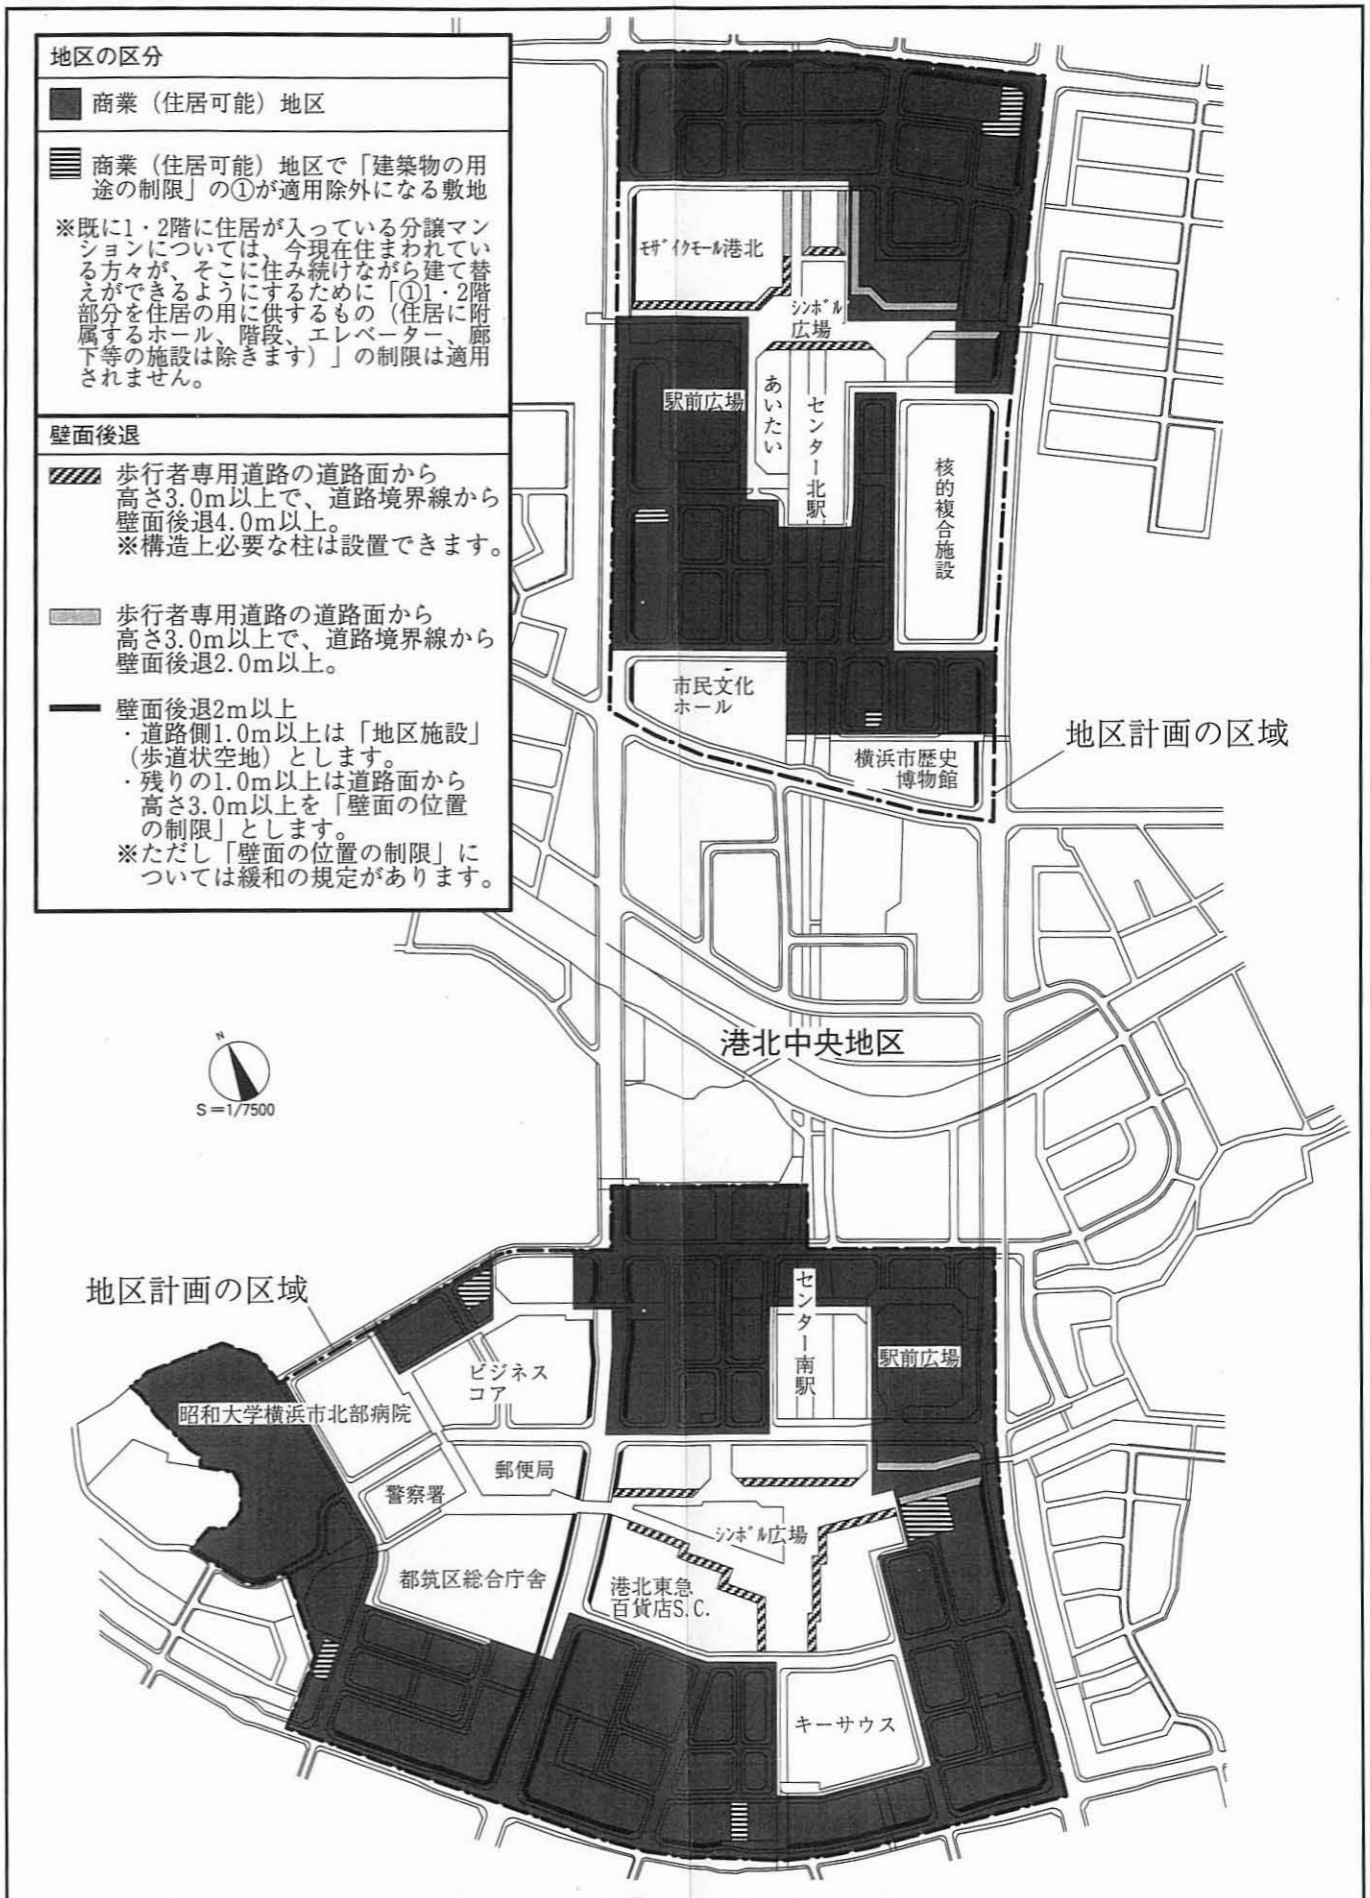 地区の区分
商業（住居可能）地区
商業（住居可能）地区で「建築物の用
途の制限」の①が適用除外になる敷地
※既に1・2階に住居が入っている分譲マン
ションについては、今現在住まわれてい
る方々が、そこに住み続けながら建て替
えができるようにするために「①1・2階
部分を住居の用に供するもの（住居に附
属するホール、階段、エレベーター、廊
下等の施設は除きます）」の制限は適用
されません。
壁面後退
歩行者専用道路の道路面から
高さ3.0m以上で、道路境界線から
壁面後退4.0m以上。
※構造上必要な柱は設置できます。
歩行者専用道路の道路面から
高さ3.0m以上で、道路境界線から
壁面後退2.0m以上。
壁面後退2m以上
・道路側1.0m以上は「地区施設」
（歩道状空地）とします。
・残りの1.0m以上は道路面から
高さ3.0m以上を「壁面の位置
の制限」とします。
※ただし「壁面の位置の制限」に
ついては緩和の規定があります。
モザイクモール港北
シンボル
広場
駅前広場
あいたい
センター北駅
核的複合施設
市民文化
ホール
横浜市歴史
博物館
地区計画の区域
港北中央地区
N
S=1/7500
地区計画の区域
センター南駅
駅前広場
ビジネス
コア
昭和大学横浜市北部病院
郵便局
警察署
シンボル広場
都筑区総合庁舎
港北東急
百貨店S.C.
キーサウス